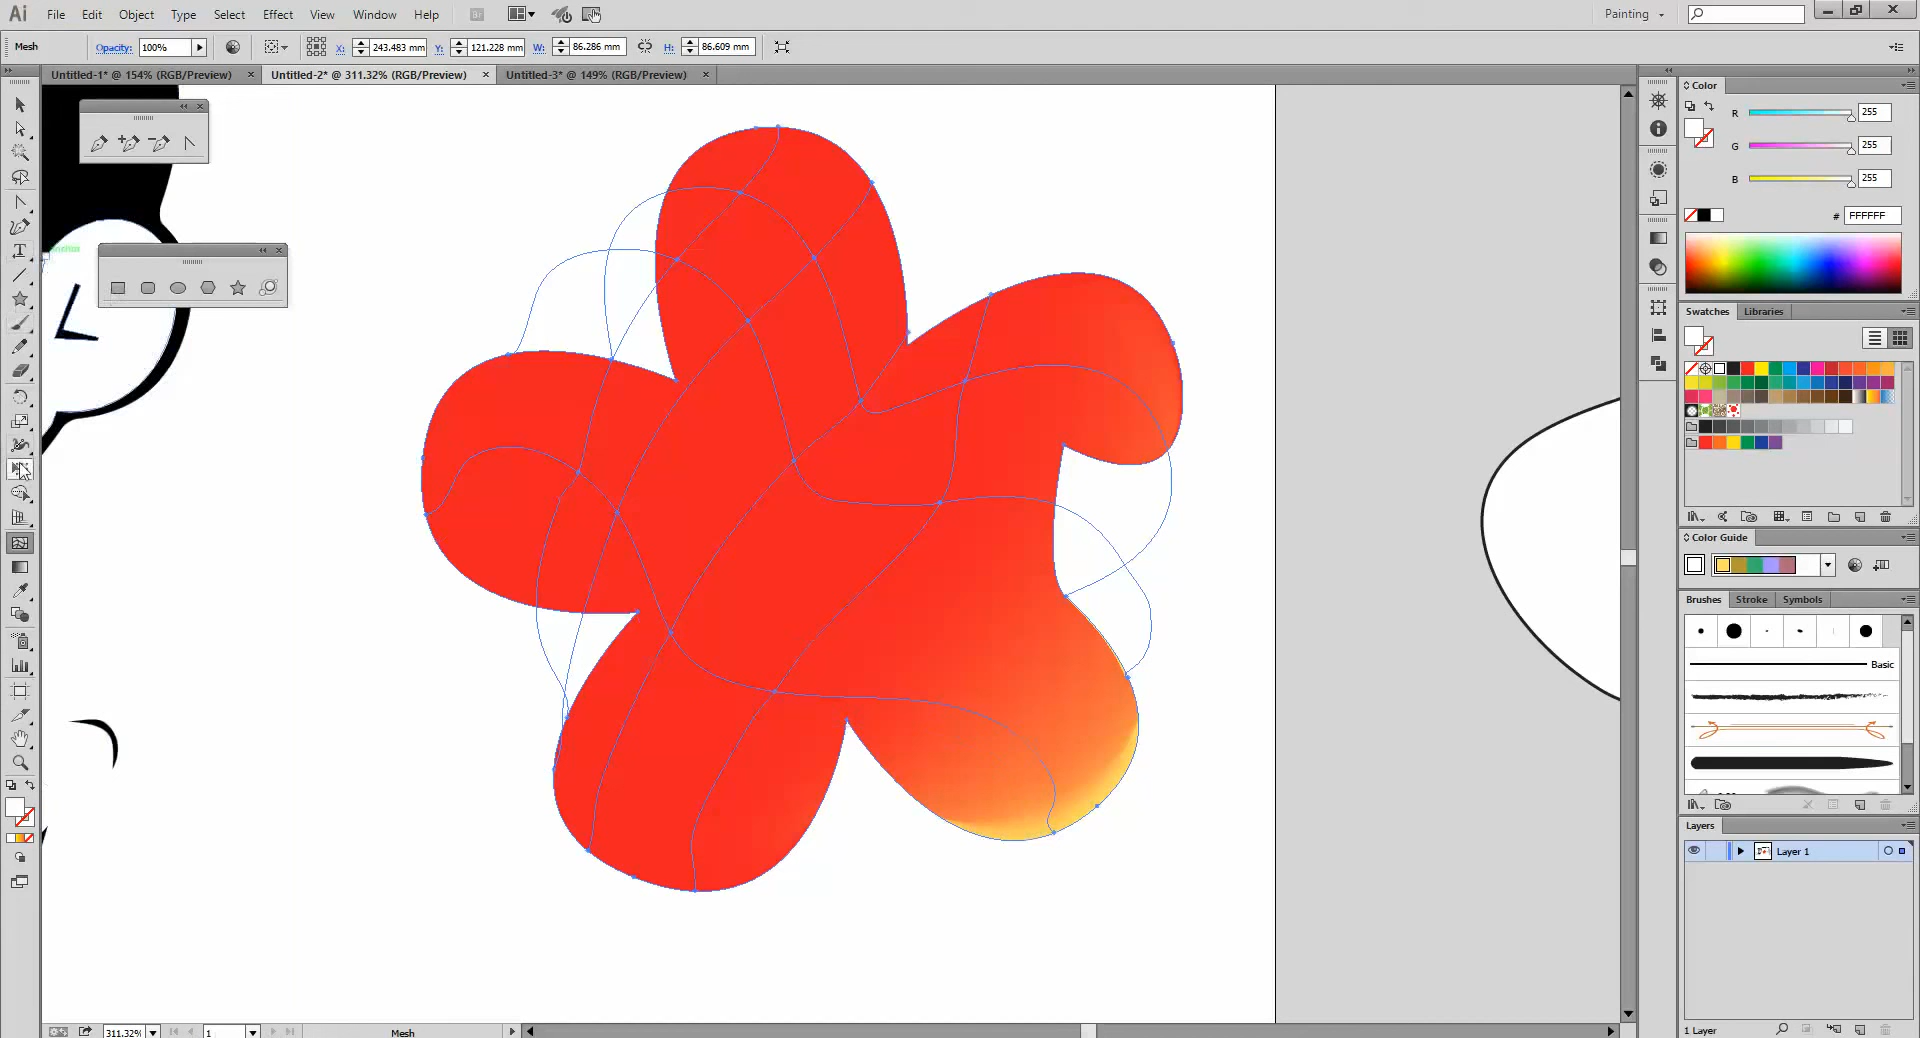 Ai File Edit Object Type Select Effect View Window Help Br Painting
Mesh Opacity: 100% X: 243.483 mm Y: 121.228 mm W: 86.286 mm H: 86.609 mm
Untitled-1* @ 154% (RGB/Preview) × Untitled-2* @ 311.32% (RGB/Preview) × Untitled-3* @ 149% (RGB/Preview) ×
Color
R 255
G 255
B 255
# FFFFFF
Swatches Libraries
Color Guide
Brushes Stroke Symbols
Basic
Layers
Layer 1
1 Layer
311.32% 1 Mesh